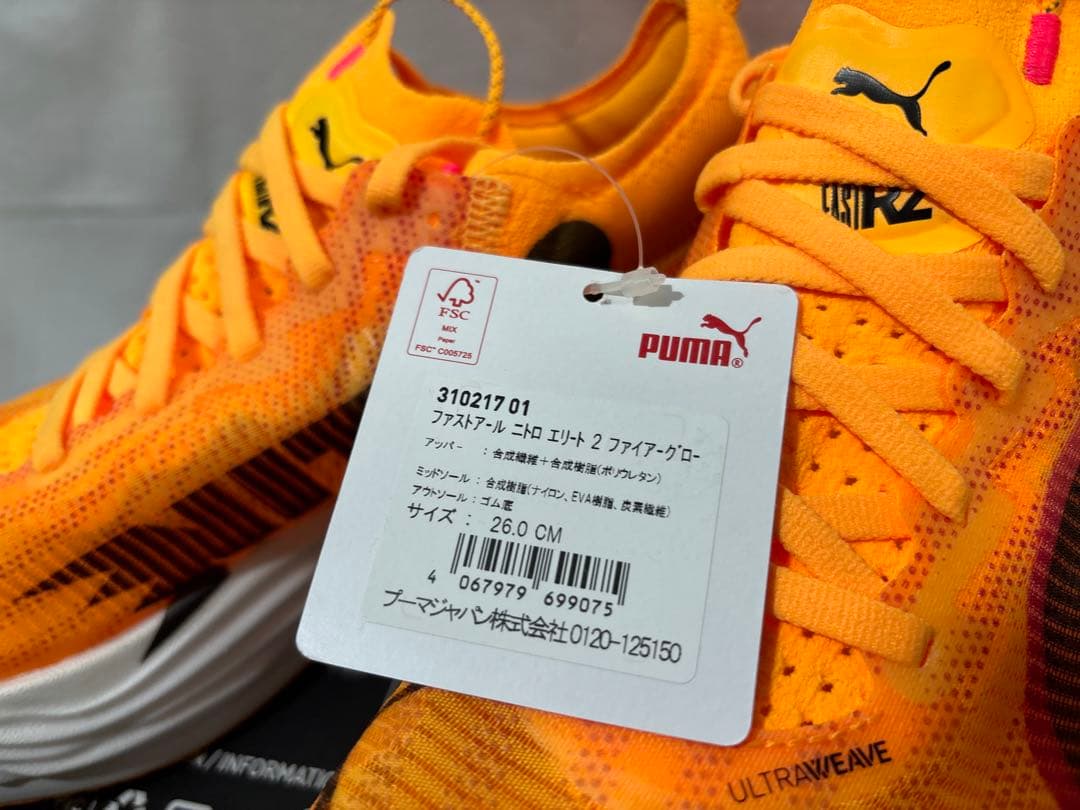 FSC
MIX
Paper
FSC™ C005725
PUMA®
310217 01
ファストアール ニトロ エリート 2 ファイアーグロー
アッパー : 合成繊維+合成樹脂(ポリウレタン)
ミッドソール : 合成樹脂(ナイロン、EVA樹脂、炭素繊維)
アウトソール : ゴム底
サイズ : 26.0 CM
4 067979 699075
プーマジャパン株式会社 0120-125150
ULTRAWEAVE
/ INFORMATIO